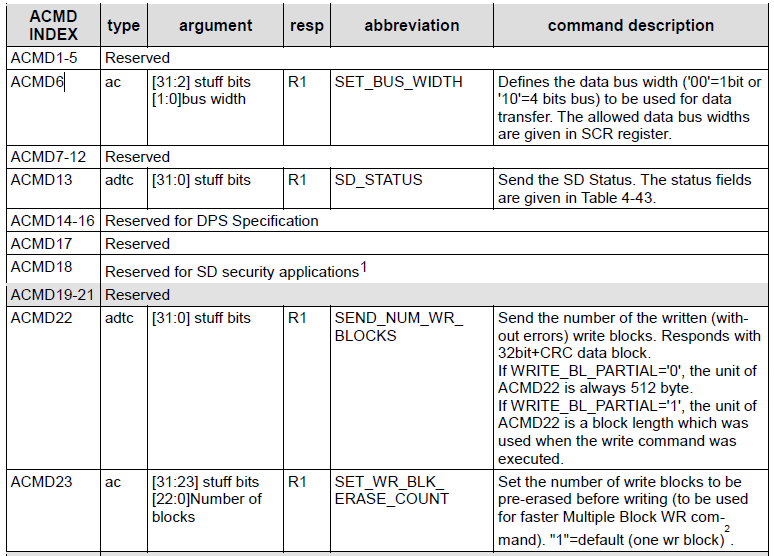 ACMD INDEX type argument resp abbreviation command description
ACMD1-5 Reserved
ACMD6 ac [31:2] stuff bits R1 SET_BUS_WIDTH Defines the data bus width ('00'=1bit or
[1:0]bus width '10'=4 bits bus) to be used for data
transfer. The allowed data bus widths
are given in SCR register.
ACMD7-12 Reserved
ACMD13 adtc [31:0] stuff bits R1 SD_STATUS Send the SD Status. The status fields
are given in Table 4-43.
ACMD14-16 Reserved for DPS Specification
ACMD17 Reserved
ACMD18 Reserved for SD security applications1
ACMD19-21 Reserved
ACMD22 adtc [31:0] stuff bits R1 SEND_NUM_WR_ Send the number of the written (with-
BLOCKS out errors) write blocks. Responds with
32bit+CRC data block.
If WRITE_BL_PARTIAL='0', the unit of
ACMD22 is always 512 byte.
If WRITE_BL_PARTIAL='1', the unit of
ACMD22 is a block length which was
used when the write command was
executed.
ACMD23 ac [31:23] stuff bits R1 SET_WR_BLK_ Set the number of write blocks to be
[22:0]Number of ERASE_COUNT pre-erased before writing (to be used
blocks for faster Multiple Block WR com-
mand). "1"=default (one wr block)2.